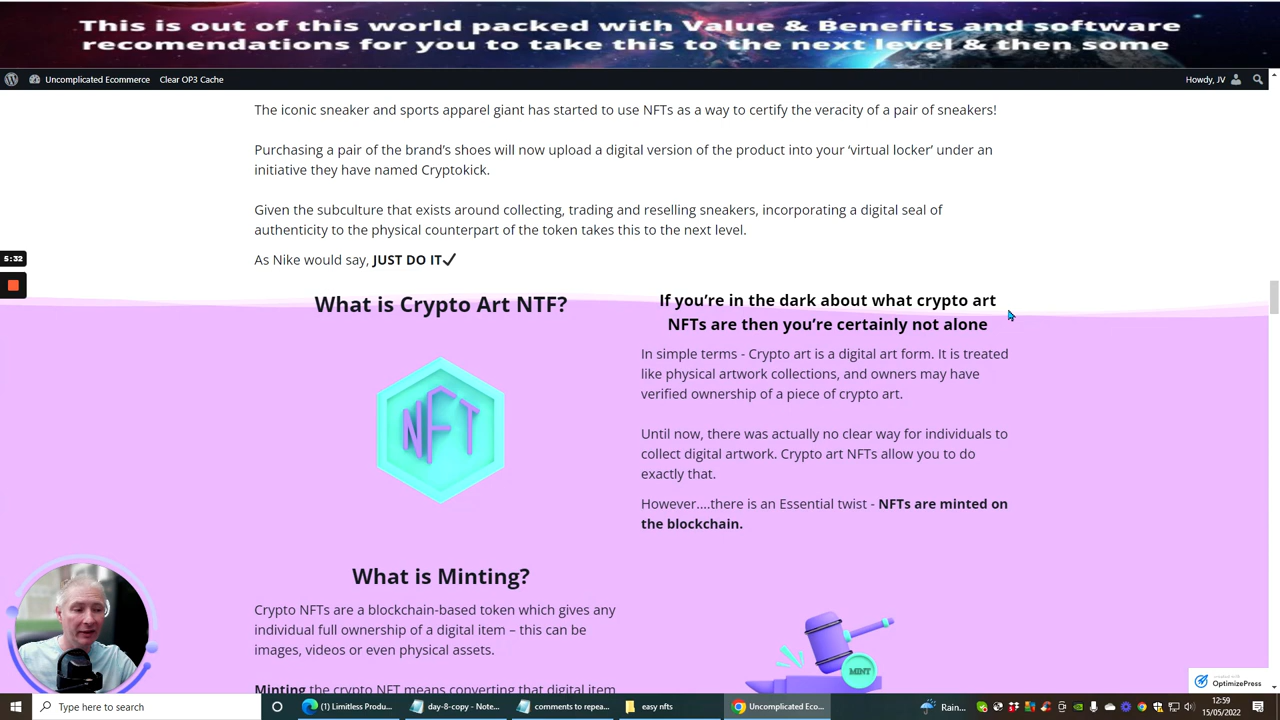 This is out of this world packed with Value & Benefits and software
recomendations for you to take this to the next level & then some
Uncomplicated Ecommerce
Clear OP3 Cache
Howdy, JV
The iconic sneaker and sports apparel giant has started to use NFTs as a way to certify the veracity of a pair of sneakers!
Purchasing a pair of the brand's shoes will now upload a digital version of the product into your 'virtual locker' under an
initiative they have named Cryptokick.
Given the subculture that exists around collecting, trading and reselling sneakers, incorporating a digital seal of
authenticity to the physical counterpart of the token takes this to the next level.
5:32
As Nike would say, JUST DO IT✓
What is Crypto Art NTF?
NFT
If you're in the dark about what crypto art
NFTs are then you're certainly not alone
In simple terms - Crypto art is a digital art form. It is treated
like physical artwork collections, and owners may have
verified ownership of a piece of crypto art.
Until now, there was actually no clear way for individuals to
collect digital artwork. Crypto art NFTs allow you to do
exactly that.
However....there is an Essential twist - NFTs are minted on
the blockchain.
What is Minting?
Crypto NFTs are a blockchain-based token which gives any
individual full ownership of a digital item – this can be
images, videos or even physical assets.
Minting the crypto NFT means converting that digital item
MINT
OptimizePress
Type here to search
(1) Limitless Produ...
day-8-copy - Note...
comments to repea...
easy nfts
Uncomplicated Eco...
Rain...
12:59
15/05/2022